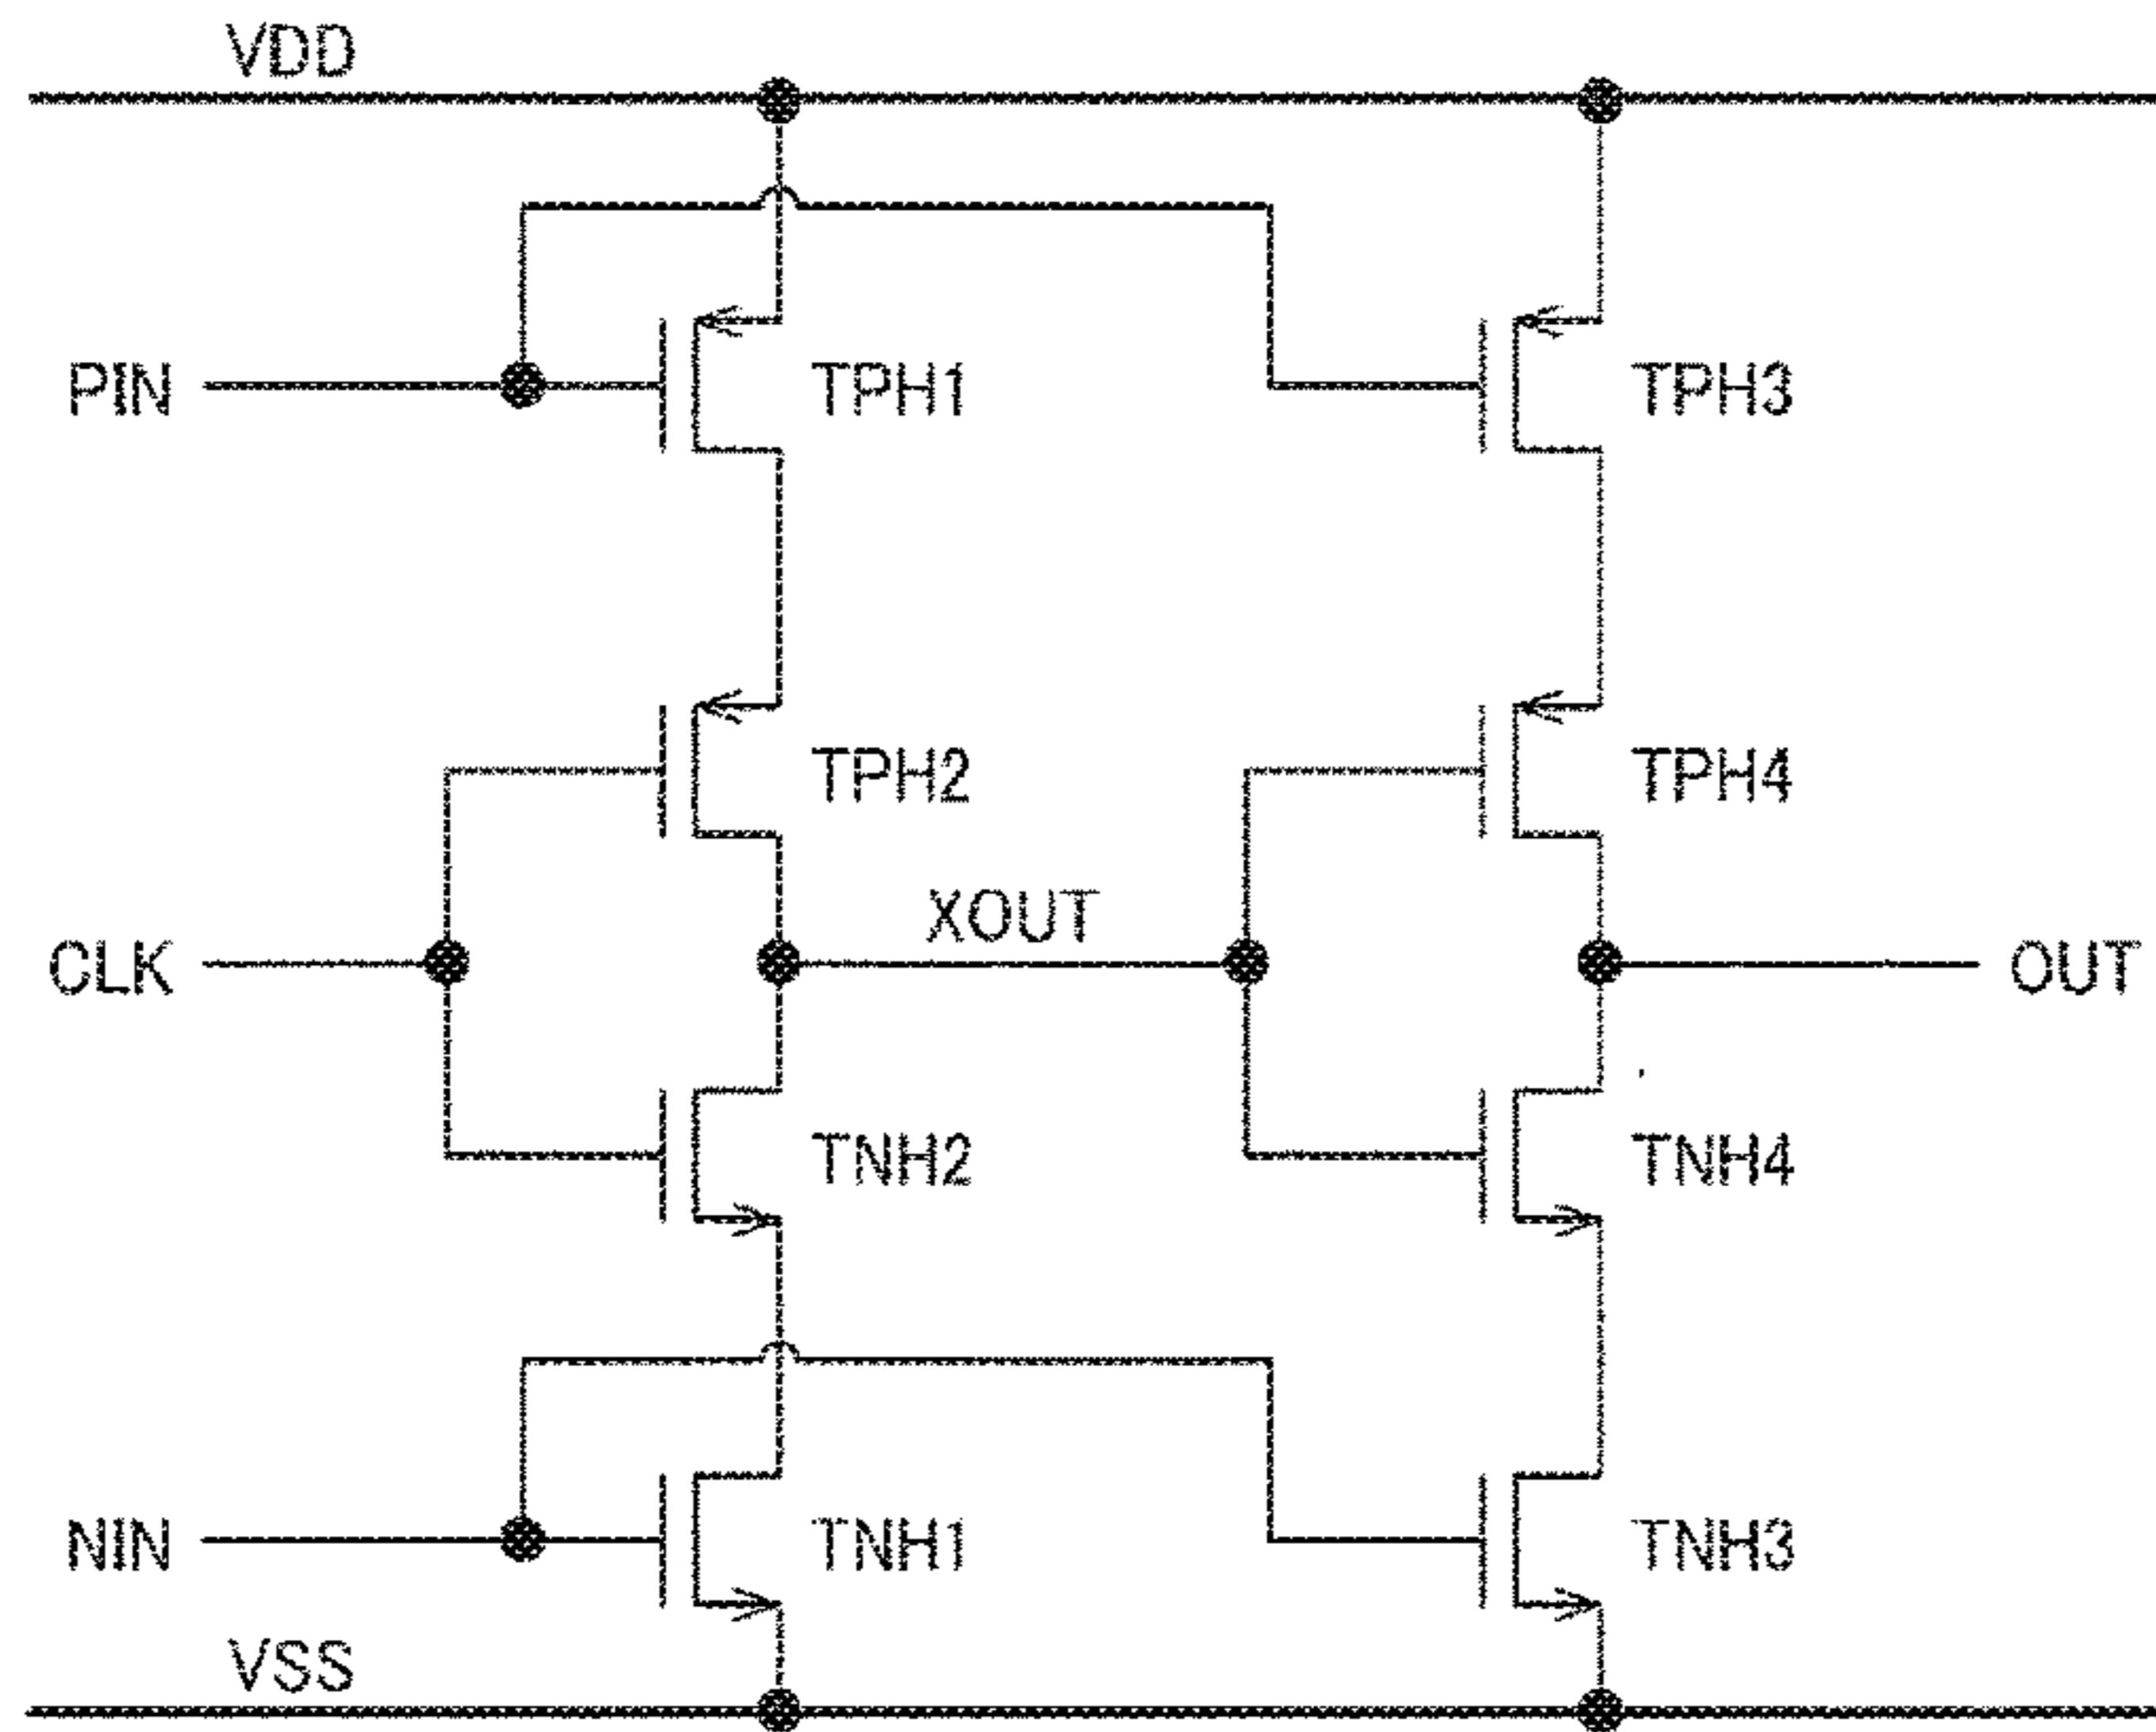 VDD
PIN
TPH1
TPH3
TPH2
TPH4
XOUT
CLK
OUT
TNH2
TNH4
NIN
TNH1
TNH3
VSS